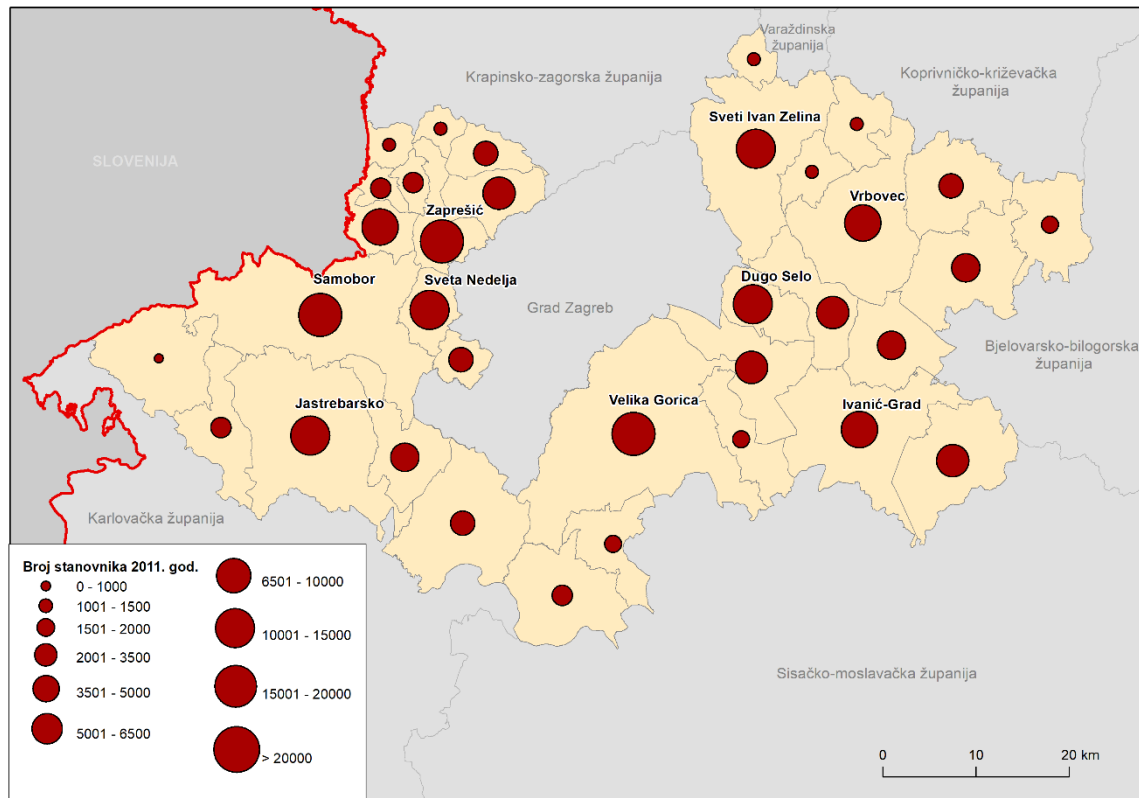 Varaždinska
županija
Krapinsko-zagorska županija
Koprivničko-križevačka
županija
Sveti Ivan Zelina
SLOVENIJA
Vrbovec
Zaprešić
Samobor
Sveta Nedelja
Dugo Selo
Grad Zagreb
Bjelovarsko-bilogorska
županija
Jastrebarsko
Velika Gorica
Ivanić-Grad
Karlovačka županija
Broj stanovnika 2011. god.
0 - 1000
1001 - 1500
1501 - 2000
2001 - 3500
3501 - 5000
5001 - 6500
6501 - 10000
10001 - 15000
15001 - 20000
> 20000
Sisačko-moslavačka županija
0 10 20 km